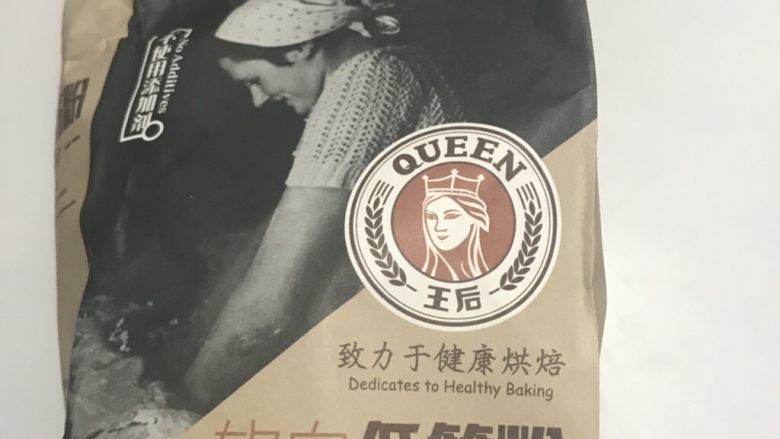 No Additives
不使用添加剂
QUEEN
王后
致力于健康烘焙
Dedicates to Healthy Baking